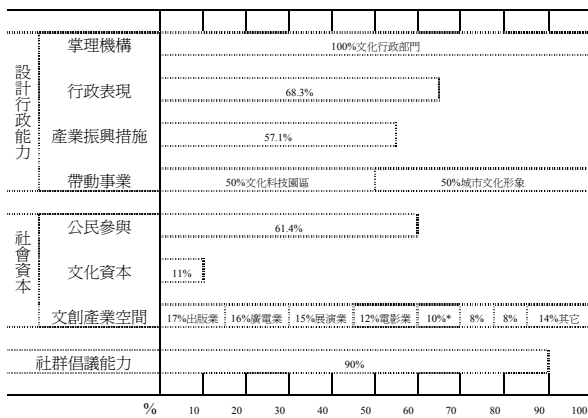 設計行政能力
掌理機構
100%文化行政部門
行政表現
68.3%
產業振興措施
57.1%
帶動事業
50%文化科技園區
50%城市文化形象
社會資本
公民參與
61.4%
文化資本
11%
文創產業空間
17%出版業 16%廣電業 15%展演業 12%電影業 10%* 8% 8% 14%其它
社群倡議能力
90%
% 10 20 30 40 50 60 70 80 90 100